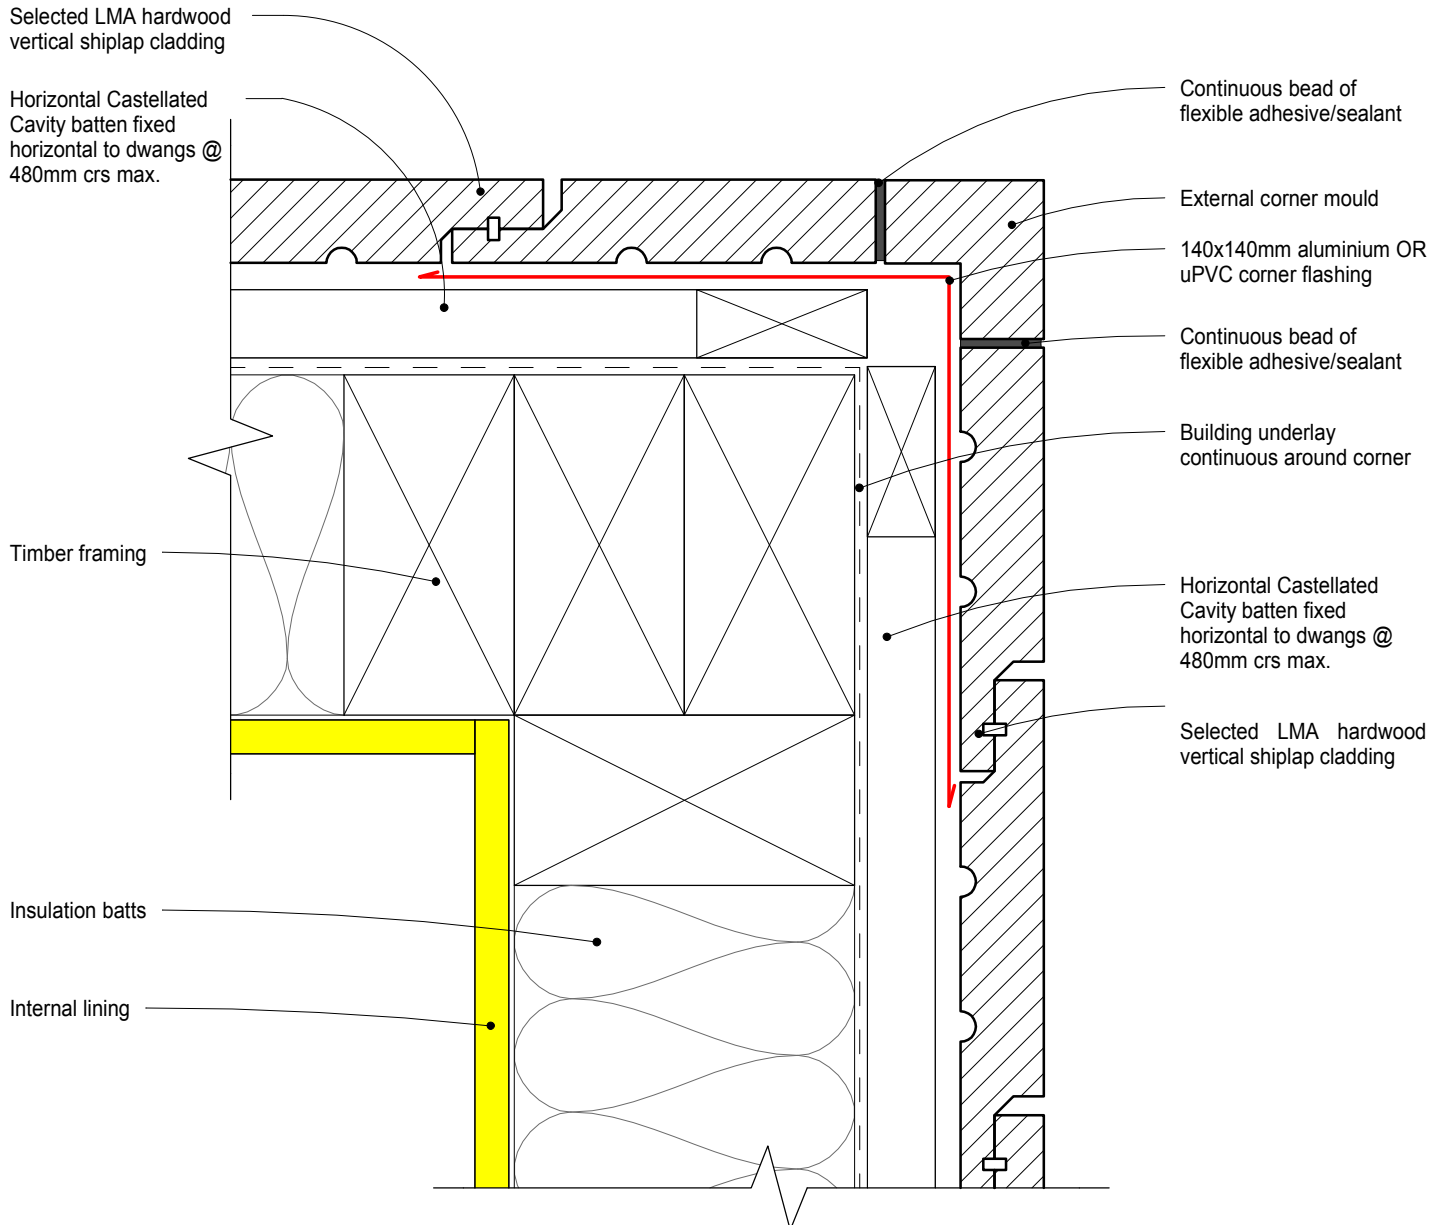 Selected LMA hardwood
vertical shiplap cladding
Horizontal Castellated
Cavity batten fixed
horizontal to dwangs @
480mm crs max.
Timber framing
Insulation batts
Internal lining
Continuous bead of
flexible adhesive/sealant
External corner mould
140x140mm aluminium OR
uPVC corner flashing
Continuous bead of
flexible adhesive/sealant
Building underlay
continuous around corner
Horizontal Castellated
Cavity batten fixed
horizontal to dwangs @
480mm crs max.
Selected LMA hardwood
vertical shiplap cladding